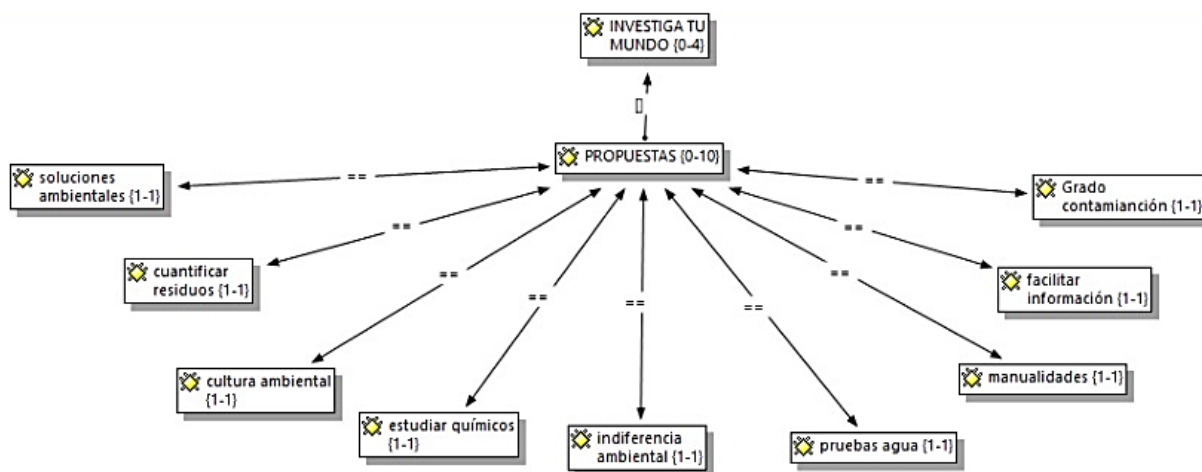 INVESTIGA TU
MUNDO {0-4}
[]
PROPUESTAS {0-10}
soluciones
ambientales {1-1}
==
==
Grado
contamianción {1-1}
==
==
cuantificar
residuos {1-1}
facilitar
información {1-1}
==
==
==
==
==
cultura ambiental
{1-1}
manualidades {1-1}
estudiar químicos
{1-1}
indiferencia
ambiental {1-1}
pruebas agua {1-1}